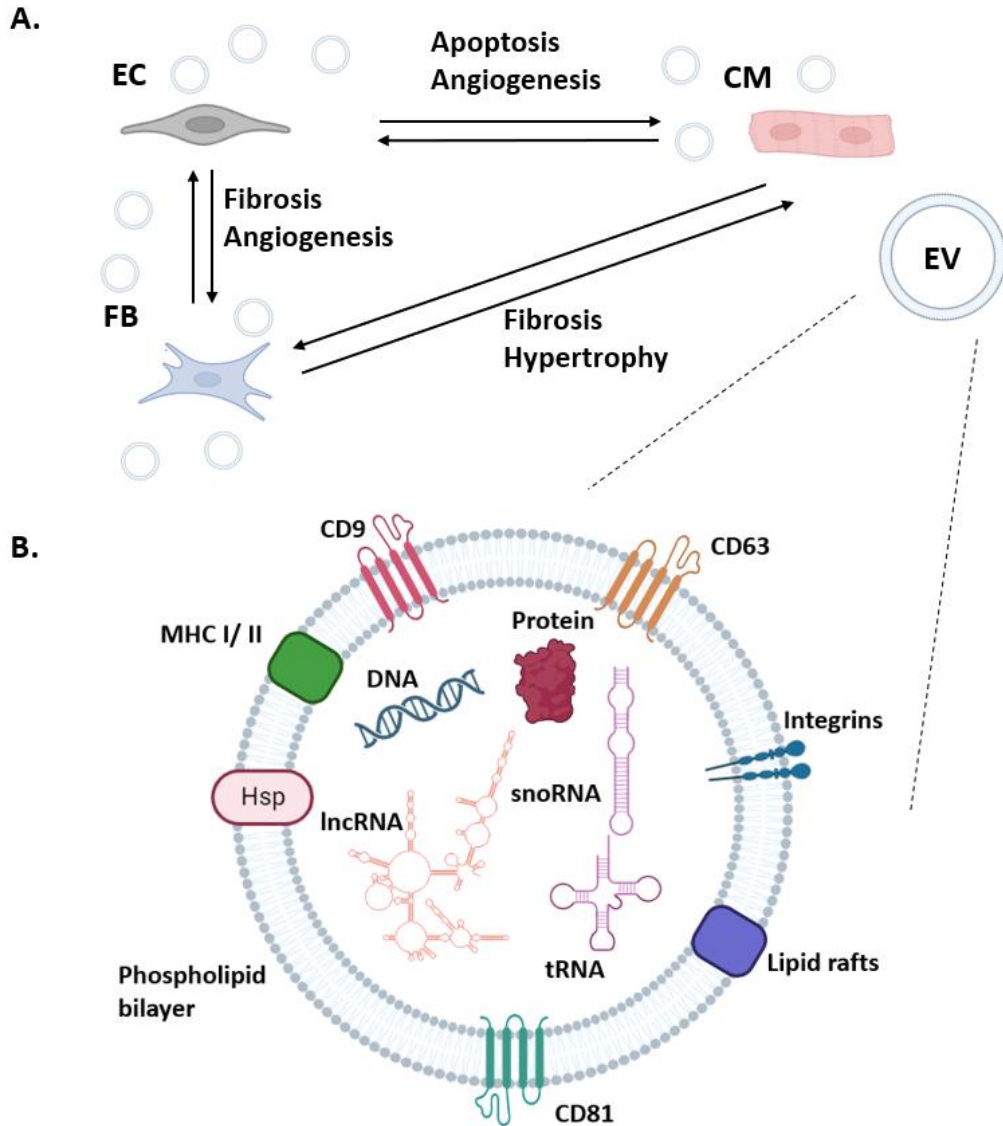 A.
EC
Apoptosis
Angiogenesis
CM
Fibrosis
Angiogenesis
EV
FB
Fibrosis
Hypertrophy
B.
CD9
CD63
Protein
MHC I/ II
DNA
Integrins
Hsp
snoRNA
lncRNA
tRNA
Lipid rafts
Phospholipid
bilayer
CD81